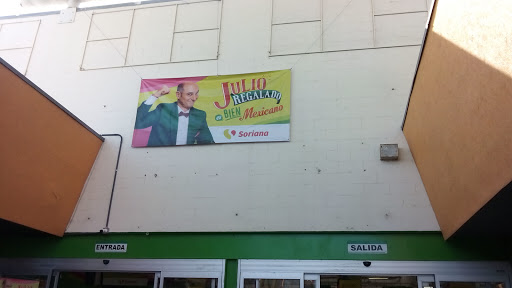 JULIO
REGALADO
es BIEN
Mexicano
Soriana
ENTRADA
SALIDA